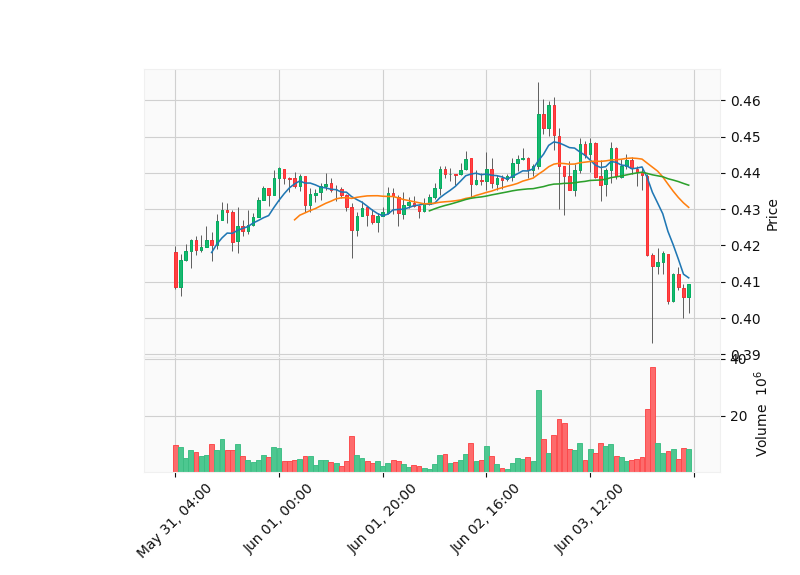 0.46
0.45
0.44
0.43
0.42
0.41
0.40
0.39
Price
40
20
Volume 10^6
May 31, 04:00
Jun 01, 00:00
Jun 01, 20:00
Jun 02, 16:00
Jun 03, 12:00